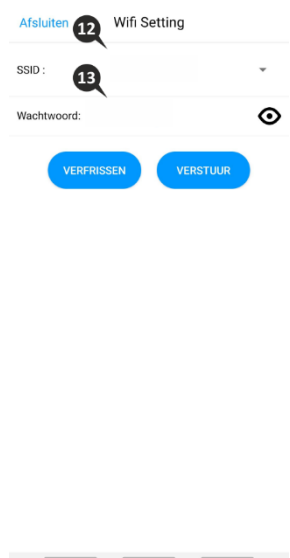 Afsluiten 12 Wifi Setting
SSID : 13
Wachtwoord:
VERFRISSEN VERSTUUR